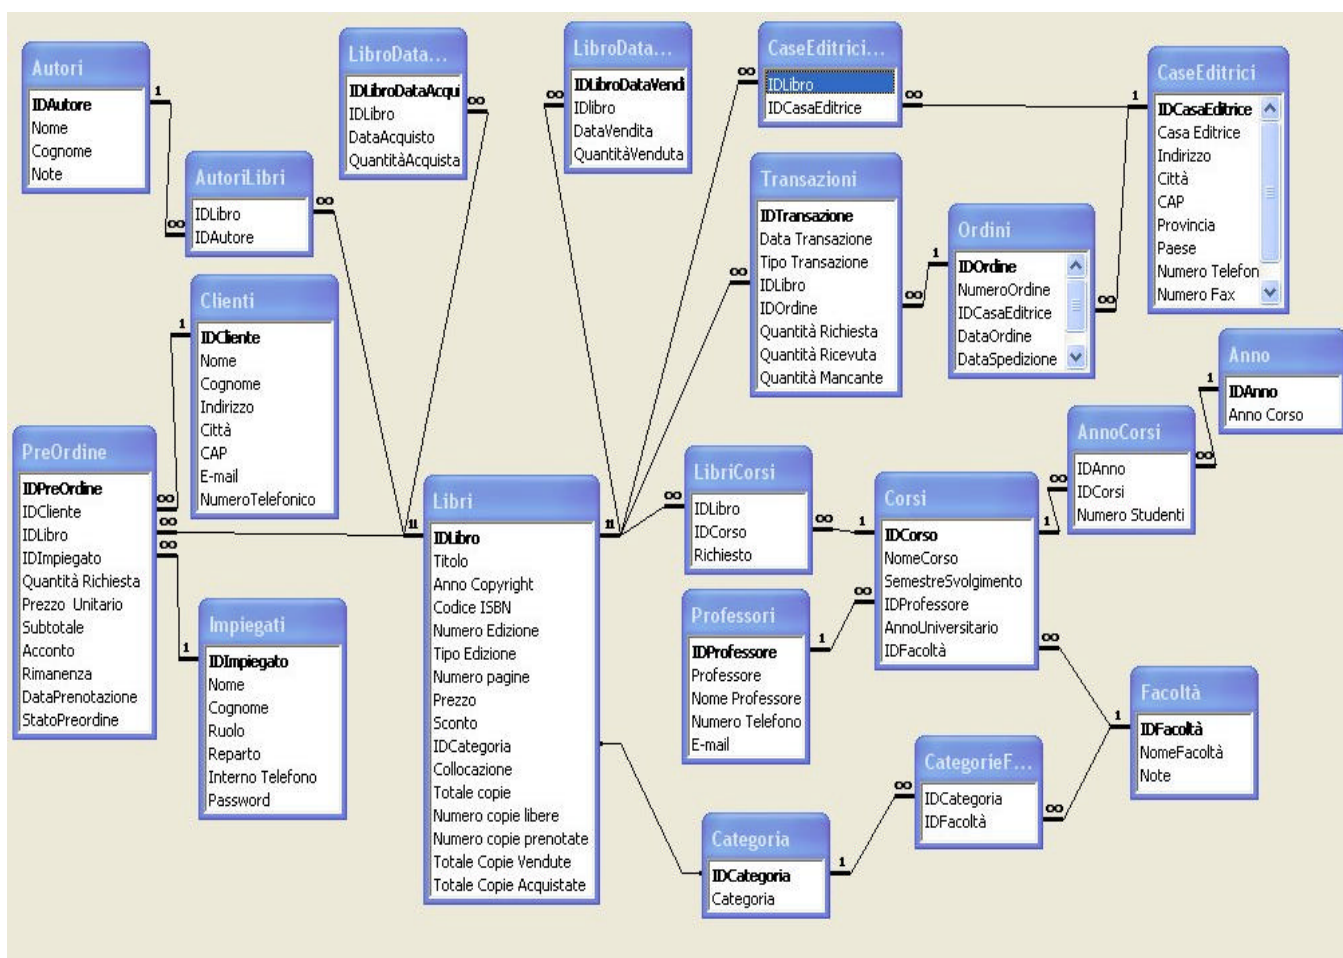 Autori
IDAutore
Nome
Cognome
Note
LibroData...
IDLibroDataAcqui
IDLibro
DataAcquisto
QuantitàAcquista
LibroData...
IDLibroDataVendi
IDlibro
DataVendita
QuantitàVenduta
CaseEditrici...
IDLibro
IDCasaEditrice
CaseEditrici
IDCasaEditrice
Casa Editrice
Indirizzo
Città
CAP
Provincia
Paese
Numero Telefon
Numero Fax
AutoriLibri
IDLibro
IDAutore
Transazioni
IDTransazione
Data Transazione
Tipo Transazione
IDLibro
IDOrdine
Quantità Richiesta
Quantità Ricevuta
Quantità Mancante
Ordini
IDOrdine
NumeroOrdine
IDCasaEditrice
DataOrdine
DataSpedizione
Clienti
IDCliente
Nome
Cognome
Indirizzo
Città
CAP
E-mail
NumeroTelefonico
Anno
IDAnno
Anno Corso
AnnoCorsi
IDAnno
IDCorsi
Numero Studenti
PreOrdine
IDPreOrdine
IDCliente
IDLibro
IDImpiegato
Quantità Richiesta
Prezzo Unitario
Subtotale
Acconto
Rimanenza
DataPrenotazione
StatoPreordine
Libri
IDLibro
Titolo
Anno Copyright
Codice ISBN
Numero Edizione
Tipo Edizione
Numero pagine
Prezzo
Sconto
IDCategoria
Collocazione
Totale copie
Numero copie libere
Numero copie prenotate
Totale Copie Vendute
Totale Copie Acquistate
LibriCorsi
IDLibro
IDCorso
Richiesto
Corsi
IDCorso
NomeCorso
SemestreSvolgimento
IDProfessore
AnnoUniversitario
IDFacoltà
Impiegati
IDImpiegato
Nome
Cognome
Ruolo
Reparto
Interno Telefono
Password
Professori
IDProfessore
Professore
Nome Professore
Numero Telefono
E-mail
Facoltà
IDFacoltà
NomeFacoltà
Note
CategorieF...
IDCategoria
IDFacoltà
Categoria
IDCategoria
Categoria